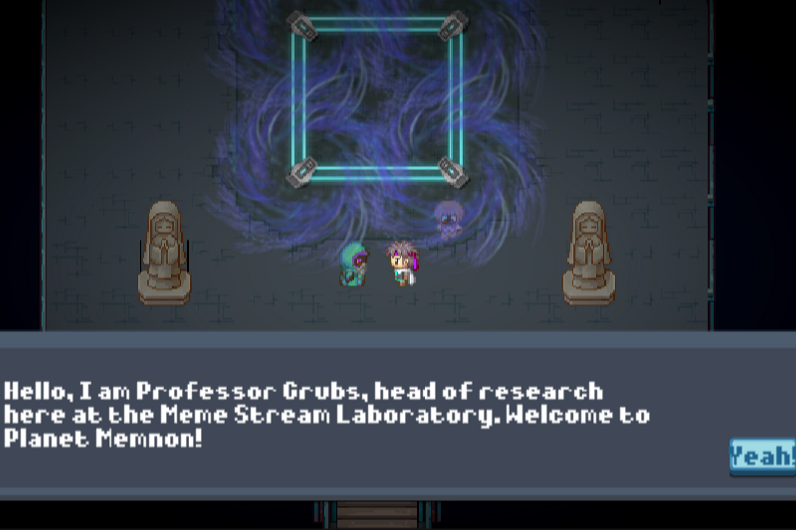 Hello, I am Professor Grubs, head of research
here at the Meme Stream Laboratory. Welcome to
Planet Memnon!
Yeah!